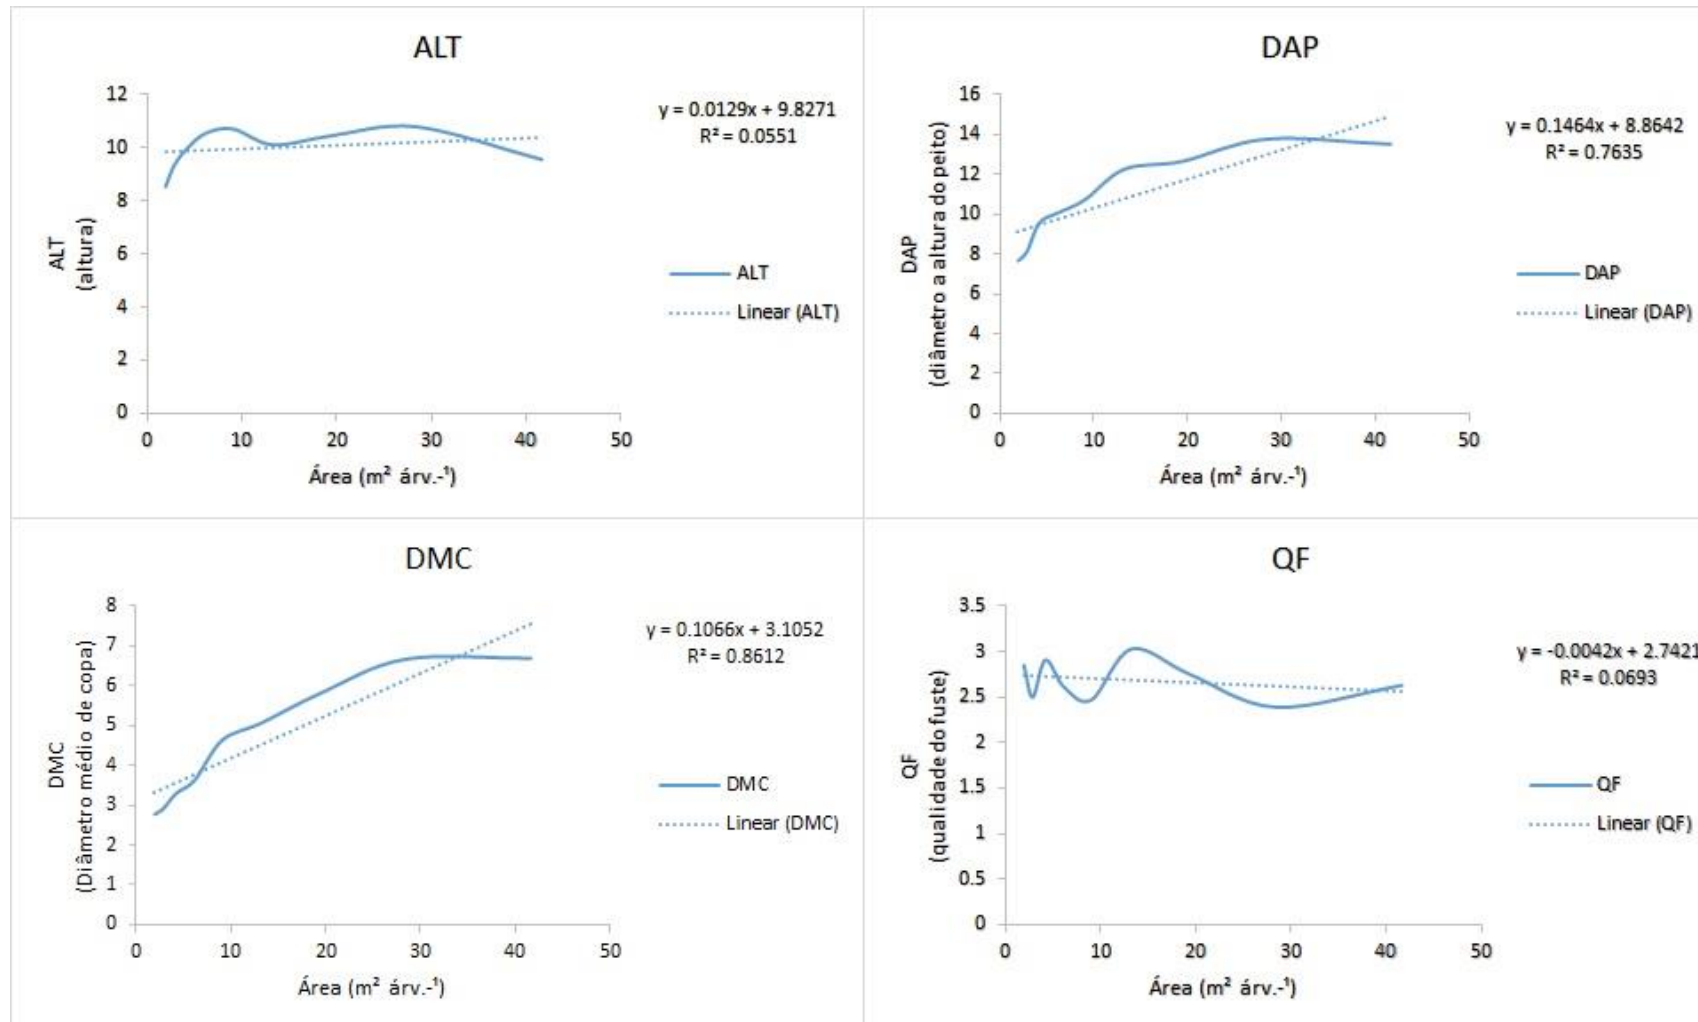 ALT
y = 0.0129x + 9.8271
R² = 0.0551
12
10
8
6
4
2
0
ALT
(altura)
ALT
Linear (ALT)
0 10 20 30 40 50
Área (m² árv.-¹)
DAP
y = 0.1464x + 8.8642
R² = 0.7635
16
14
12
10
8
6
4
2
0
DAP
(diâmetro a altura do peito)
DAP
Linear (DAP)
0 10 20 30 40 50
Área (m² árv.-¹)
DMC
y = 0.1066x + 3.1052
R² = 0.8612
8
7
6
5
4
3
2
1
0
DMC
(Diâmetro médio de copa)
DMC
Linear (DMC)
0 10 20 30 40 50
Área (m² árv.-¹)
QF
y = -0.0042x + 2.7421
R² = 0.0693
3.5
3
2.5
2
1.5
1
0.5
0
QF
(qualidade do fuste)
QF
Linear (QF)
0 10 20 30 40 50
Área (m² árv.-¹)